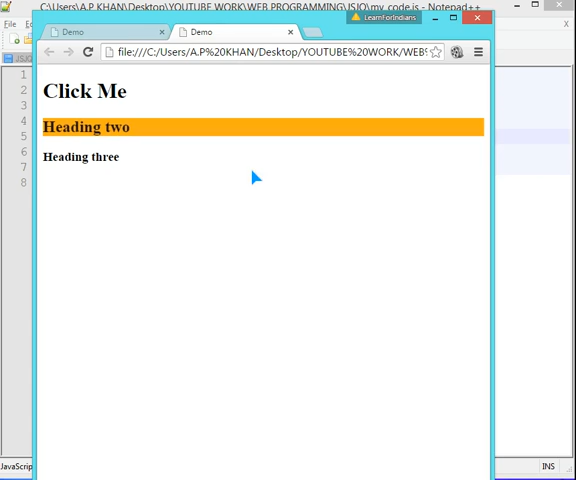 C:\Users\A.P KHAN\Desktop\YOUTUBE WORK\WEB PROGRAMMING\JSJQ\my_code.js - Notepad++
LearnForIndians
File
Demo
Demo
file:///C:/Users/A.P%20KHAN/Desktop/YOUTUBE%20WORK/WEB%
X
1
2
3
4
5
6
7
8
Click Me
Heading two
Heading three
JavaScrip
INS